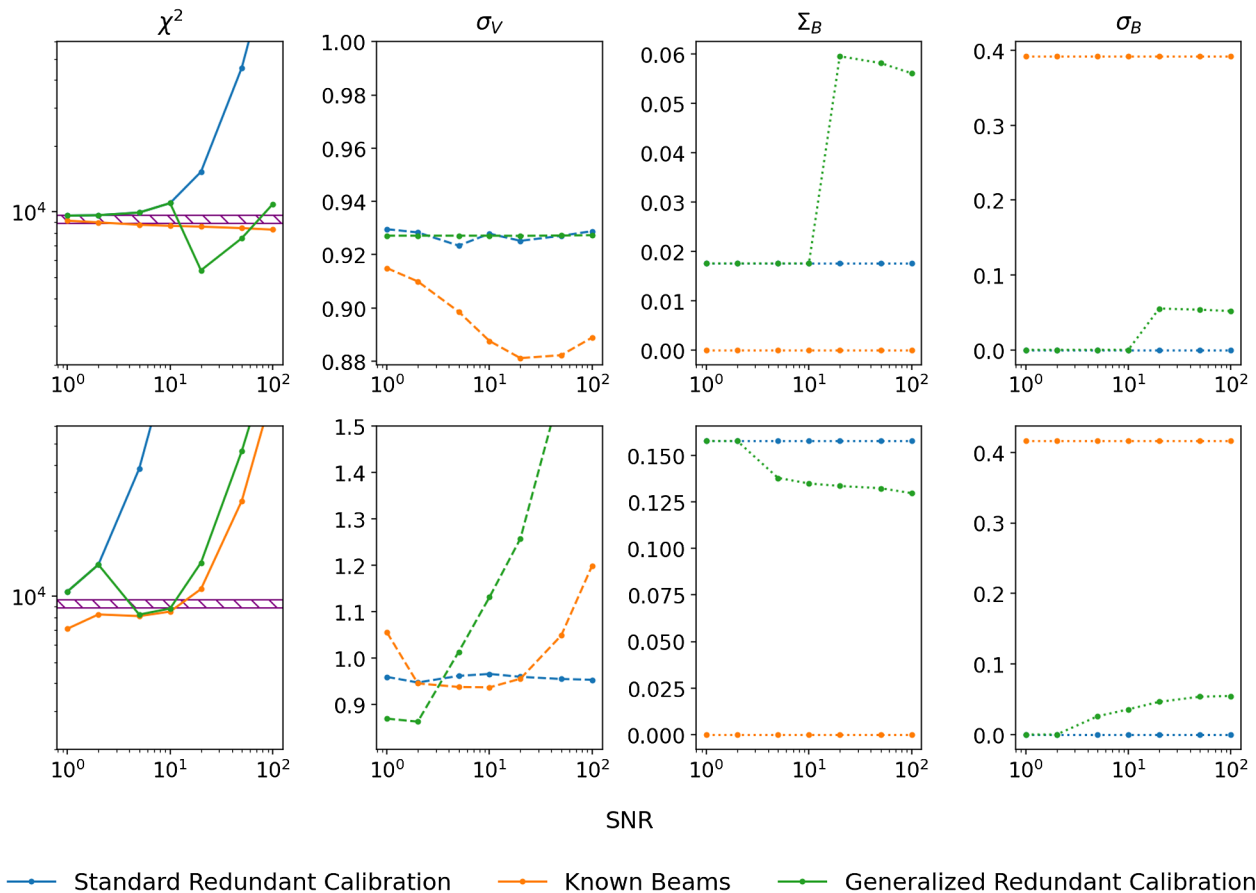 χ² σ_V Σ_B σ_B
1.00 0.06 0.4
0.98 0.05
0.96 0.04 0.3
0.94 0.03
10⁴ 0.2
0.92 0.02
0.90 0.01 0.1
0.88 0.00 0.0
10⁰ 10¹ 10² 10⁰ 10¹ 10² 10⁰ 10¹ 10² 10⁰ 10¹ 10²
1.5 0.150 0.4
1.4 0.125
1.3 0.100 0.3
1.2 0.075 0.2
10⁴ 1.1 0.050
1.0 0.025 0.1
0.9 0.000 0.0
10⁰ 10¹ 10² 10⁰ 10¹ 10² 10⁰ 10¹ 10² 10⁰ 10¹ 10²
SNR
Standard Redundant Calibration Known Beams Generalized Redundant Calibration